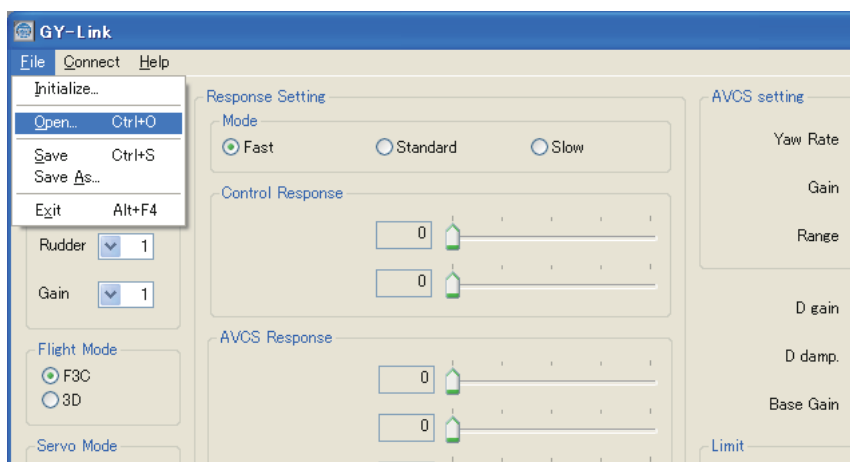 GY-Link
File Connect Help
Initialize...
Open... Ctrl+O
Save Ctrl+S
Save As...
Exit Alt+F4
Rudder 1
Gain 1
Flight Mode
F3C
3D
Servo Mode
Response Setting
Mode
Fast Standard Slow
Control Response
0
0
AVCS Response
0
0
AVCS setting
Yaw Rate
Gain
Range
D gain
D damp.
Base Gain
Limit